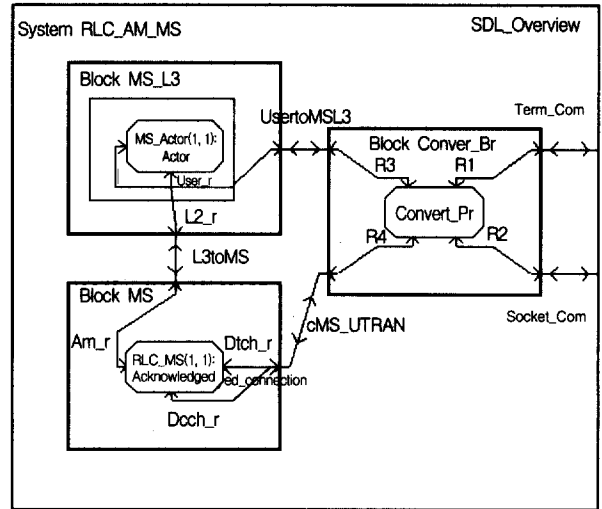 System RLC_AM_MS
SDL_Overview
Block MS_L3
MS_Actor(1, 1):
Actor
User_r
L2_r
UsertoMSL3
Term_Com
Block Conver_Br
R3
R1
Convert_Pr
R4
R2
Socket_Com
L3toMS
cMS_UTRAN
Block MS
Am_r
Dtch_r
RLC_MS(1, 1):
Acknowledged
ed_connection
Dcch_r